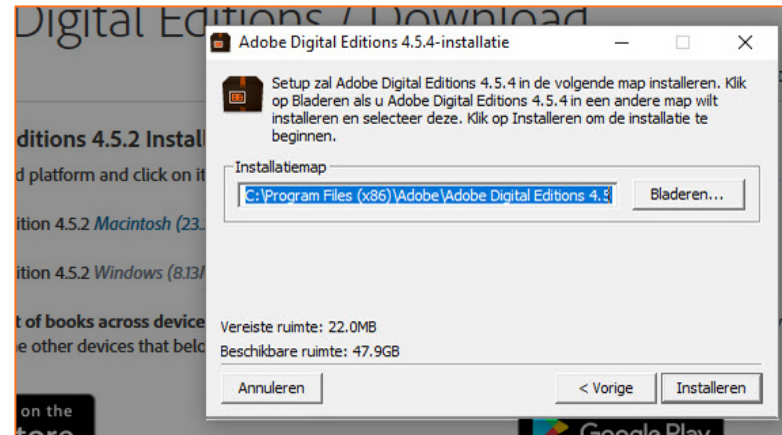 Digital Editions / Download
Adobe Digital Editions 4.5.4-installatie
Setup zal Adobe Digital Editions 4.5.4 in de volgende map installeren. Klik
op Bladeren als u Adobe Digital Editions 4.5.4 in een andere map wilt
installeren en selecteer deze. Klik op Installeren om de installatie te
beginnen.
ditions 4.5.2 Instal
d platform and click on it
Installatiemap
C:\Program Files (x86)\Adobe\Adobe Digital Editions 4.5
Bladeren...
ition 4.5.2 Macintosh (23.
ition 4.5.2 Windows (8.13
t of books across device
e other devices that belo
Vereiste ruimte: 22.0MB
Beschikbare ruimte: 47.9GB
Annuleren
< Vorige
Installeren
on the
Google Play